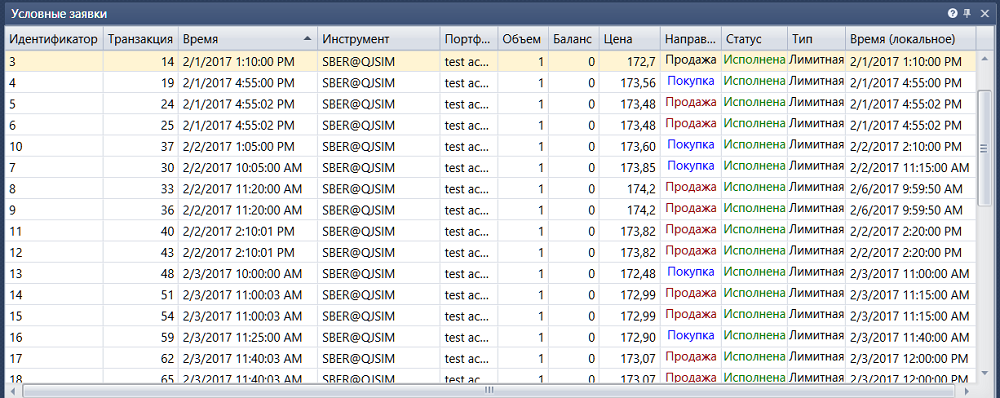 Условные заявки
Идентификатор Транзакция Время Инструмент Портф... Объем Баланс Цена Направ... Статус Тип Время (локальное)
3 14 2/1/2017 1:10:00 PM SBER@QJSIM test ac... 1 0 172,7 Продажа Исполнена Лимитная 2/1/2017 1:10:00 PM
4 19 2/1/2017 4:55:00 PM SBER@QJSIM test ac... 1 0 173,56 Покупка Исполнена Лимитная 2/1/2017 4:55:00 PM
5 24 2/1/2017 4:55:02 PM SBER@QJSIM test ac... 1 0 173,48 Продажа Исполнена Лимитная 2/1/2017 4:55:02 PM
6 25 2/1/2017 4:55:02 PM SBER@QJSIM test ac... 1 0 173,48 Продажа Исполнена Лимитная 2/1/2017 4:55:02 PM
10 37 2/2/2017 1:05:00 PM SBER@QJSIM test ac... 1 0 173,60 Покупка Исполнена Лимитная 2/2/2017 2:10:00 PM
7 30 2/2/2017 10:05:00 AM SBER@QJSIM test ac... 1 0 173,85 Покупка Исполнена Лимитная 2/2/2017 11:15:00 AM
8 33 2/2/2017 11:20:00 AM SBER@QJSIM test ac... 1 0 174,2 Продажа Исполнена Лимитная 2/6/2017 9:59:50 AM
9 36 2/2/2017 11:20:00 AM SBER@QJSIM test ac... 1 0 174,2 Продажа Исполнена Лимитная 2/6/2017 9:59:50 AM
11 40 2/2/2017 2:10:01 PM SBER@QJSIM test ac... 1 0 173,82 Продажа Исполнена Лимитная 2/2/2017 2:20:00 PM
12 43 2/2/2017 2:10:01 PM SBER@QJSIM test ac... 1 0 173,82 Продажа Исполнена Лимитная 2/2/2017 2:20:00 PM
13 48 2/3/2017 10:00:00 AM SBER@QJSIM test ac... 1 0 172,48 Покупка Исполнена Лимитная 2/3/2017 11:00:00 AM
14 51 2/3/2017 11:00:03 AM SBER@QJSIM test ac... 1 0 172,99 Продажа Исполнена Лимитная 2/3/2017 11:15:00 AM
15 54 2/3/2017 11:00:03 AM SBER@QJSIM test ac... 1 0 172,99 Продажа Исполнена Лимитная 2/3/2017 11:15:00 AM
16 59 2/3/2017 11:25:00 AM SBER@QJSIM test ac... 1 0 172,90 Покупка Исполнена Лимитная 2/3/2017 11:40:00 AM
17 62 2/3/2017 11:40:03 AM SBER@QJSIM test ac... 1 0 173,07 Продажа Исполнена Лимитная 2/3/2017 12:00:00 PM
18 65 2/3/2017 11:40:03 AM SBER@QJSIM test ac... 1 0 173,07 Продажа Исполнена Лимитная 2/3/2017 12:00:00 PM